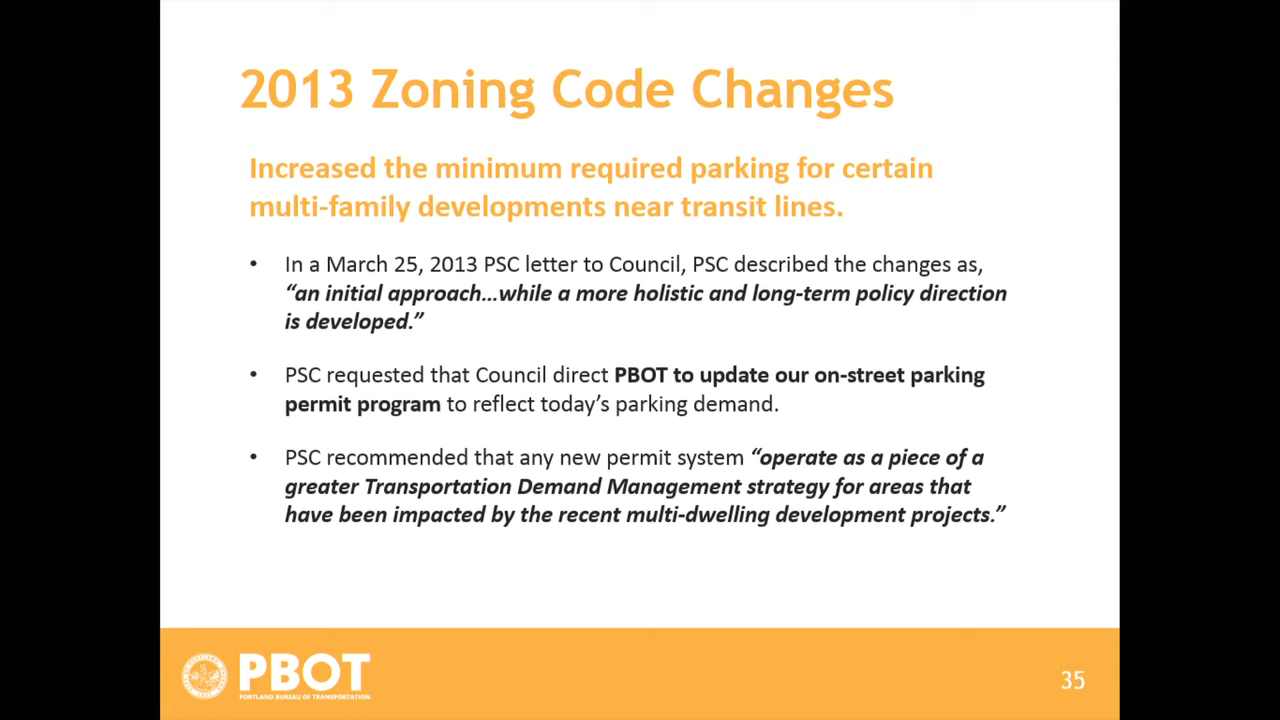 2013 Zoning Code Changes
Increased the minimum required parking for certain
multi-family developments near transit lines.
• In a March 25, 2013 PSC letter to Council, PSC described the changes as,
“an initial approach…while a more holistic and long-term policy direction
is developed.”
• PSC requested that Council direct PBOT to update our on-street parking
permit program to reflect today’s parking demand.
• PSC recommended that any new permit system “operate as a piece of a
greater Transportation Demand Management strategy for areas that
have been impacted by the recent multi-dwelling development projects.”
PBOT
PORTLAND BUREAU OF TRANSPORTATION
35